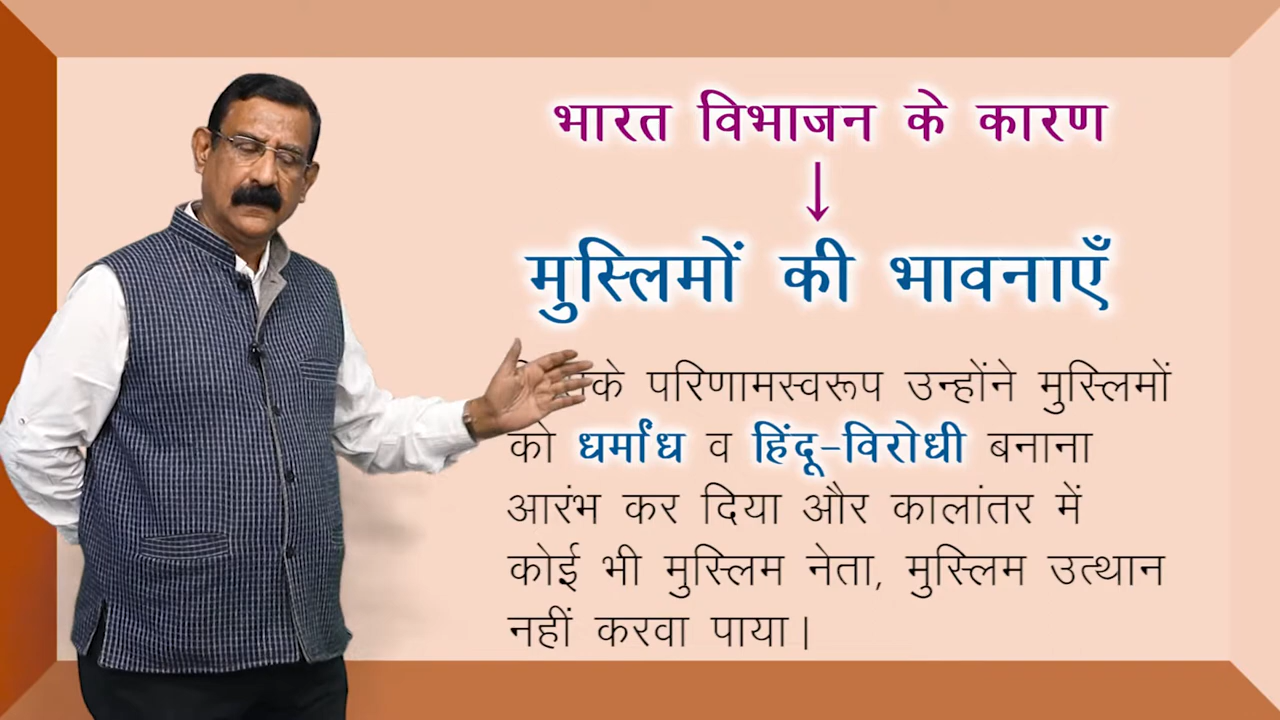 भारत विभाजन के कारण
↓
मुस्लिमों की भावनाएँ
परिणामस्वरूप उन्होंने मुस्लिमों
को धर्मांध व हिंदू-विरोधी बनाना
आरंभ कर दिया और कालांतर में
कोई भी मुस्लिम नेता, मुस्लिम उत्थान
नहीं करवा पाया।